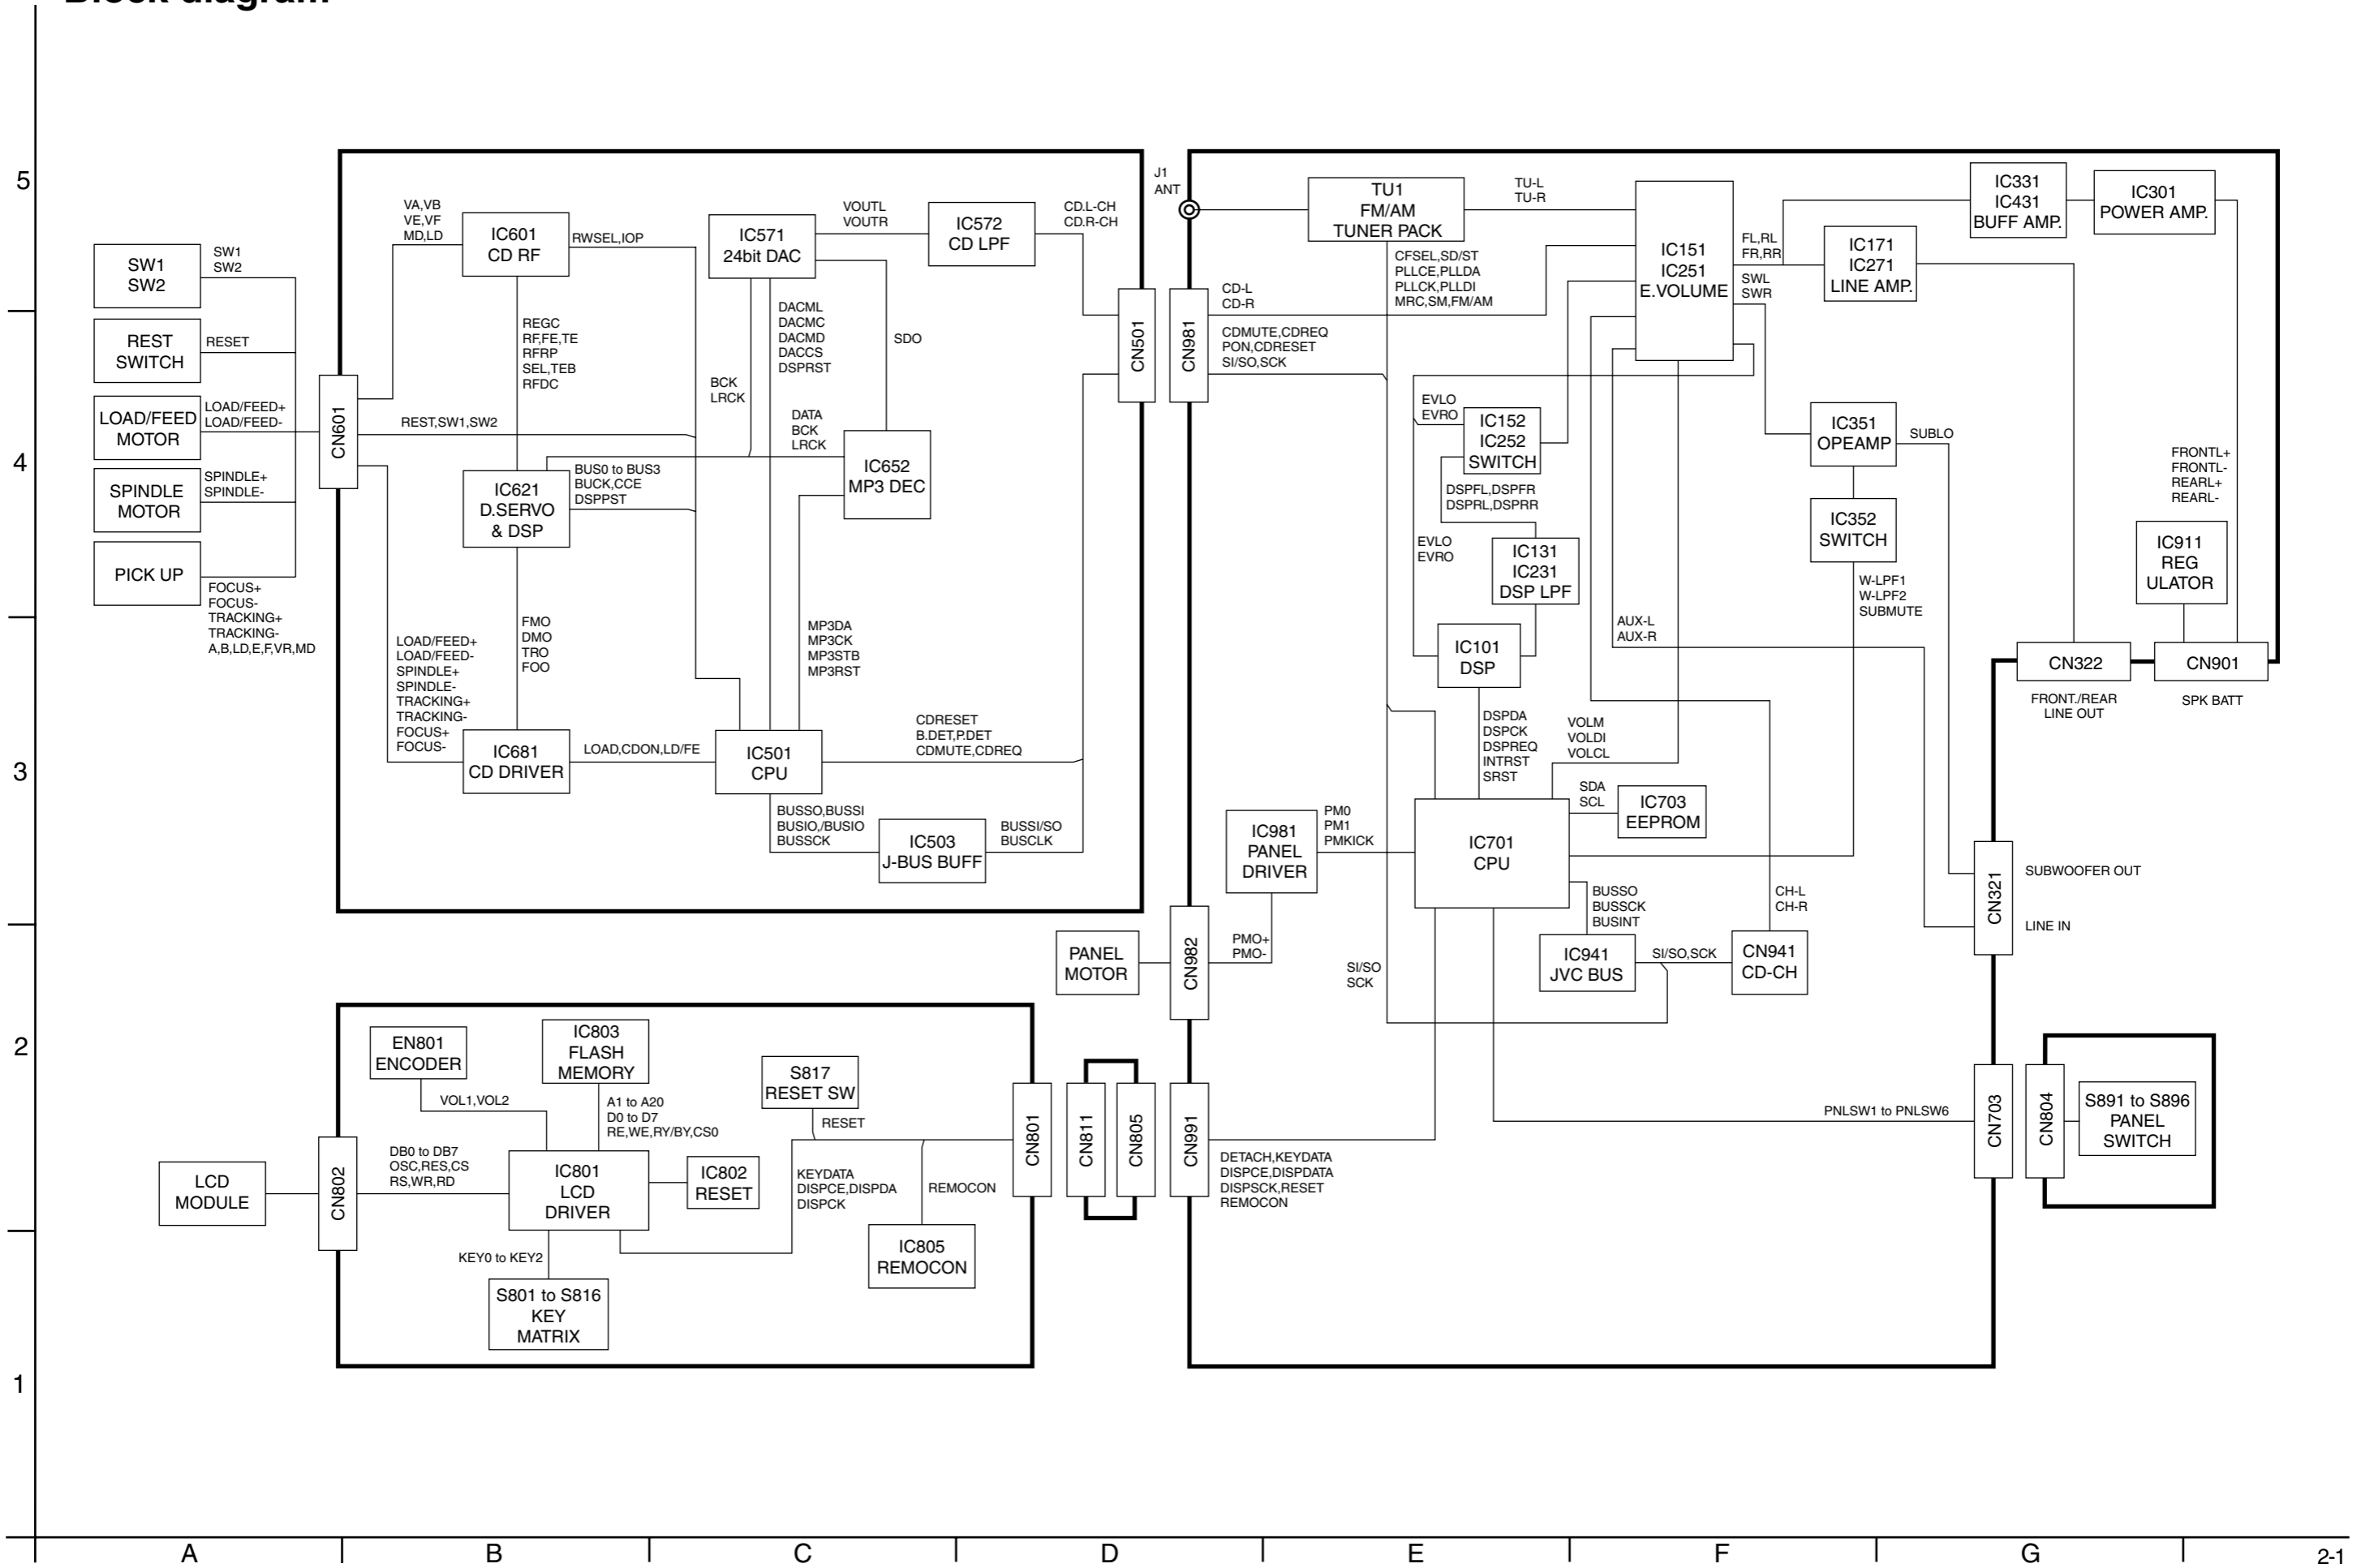 Block diagram
5
4
3
2
1
SW1
SW2
SW1
SW2
REST
SWITCH
RESET
LOAD/FEED
MOTOR
LOAD/FEED+
LOAD/FEED-
SPINDLE
MOTOR
SPINDLE+
SPINDLE-
PICK UP
FOCUS+
FOCUS-
TRACKING+
TRACKING-
A,B,LD,E,F,VR,MD
CN601
VA,VB
VE,VF
MD,LD
IC601
CD RF
RWSEL,IOP
REGC
RF,FE,TE
RFRP
SEL,TEB
RFDC
REST,SW1,SW2
IC621
D.SERVO
& DSP
BUS0 to BUS3
BUCK,CCE
DSPPST
FMO
DMO
TRO
FOO
LOAD/FEED+
LOAD/FEED-
SPINDLE+
SPINDLE-
TRACKING+
TRACKING-
FOCUS+
FOCUS-
IC681
CD DRIVER
LOAD,CDON,LD/FE
IC571
24bit DAC
VOUTL
VOUTR
IC572
CD LPF
CD.L-CH
CD.R-CH
DACML
DACMC
DACMD
DACCS
DSPRST
SDO
BCK
LRCK
DATA
BCK
LRCK
IC652
MP3 DEC
MP3DA
MP3CK
MP3STB
MP3RST
IC501
CPU
CDRESET
B.DET,P.DET
CDMUTE,CDREQ
BUSSO,BUSSI
BUSIO,/BUSIO
BUSSCK
IC503
J-BUS BUFF
BUSSI/SO
BUSCLK
CN501
J1
ANT
CN981
CD-L
CD-R
CDMUTE,CDREQ
PON,CDRESET
SI/SO,SCK
TU1
FM/AM
TUNER PACK
TU-L
TU-R
CFSEL,SD/ST
PLLCE,PLLDA
PLLCK,PLLDI
MRC,SM,FM/AM
IC151
IC251
E.VOLUME
FL,RL
FR,RR
SWL
SWR
IC171
IC271
LINE AMP.
IC331
IC431
BUFF AMP.
IC301
POWER AMP.
EVLO
EVRO
IC152
IC252
SWITCH
DSPFL,DSPFR
DSPRL,DSPRR
EVLO
EVRO
IC131
IC231
DSP LPF
IC101
DSP
DSPDA
DSPCK
DSPREQ
INTRST
SRST
IC351
OPEAMP
SUBLO
IC352
SWITCH
W-LPF1
W-LPF2
SUBMUTE
AUX-L
AUX-R
FRONTL+
FRONTL-
REARL+
REARL-
IC911
REG
ULATOR
CN322
CN901
FRONT./REAR
LINE OUT
SPK BATT
VOLM
VOLDI
VOLCL
SDA
SCL
IC703
EEPROM
IC981
PANEL
DRIVER
PM0
PM1
PMKICK
IC701
CPU
BUSSO
BUSSCK
BUSINT
CH-L
CH-R
IC941
JVC BUS
SI/SO,SCK
CN941
CD-CH
SI/SO
SCK
CN321
SUBWOOFER OUT
LINE IN
PANEL
MOTOR
CN982
PMO+
PMO-
EN801
ENCODER
VOL1,VOL2
IC803
FLASH
MEMORY
A1 to A20
D0 to D7
RE,WE,RY/BY,CS0
S817
RESET SW
RESET
LCD
MODULE
CN802
DB0 to DB7
OSC,RES,CS
RS,WR,RD
IC801
LCD
DRIVER
IC802
RESET
KEYDATA
DISPCE,DISPDA
DISPCK
REMOCON
IC805
REMOCON
KEY0 to KEY2
S801 to S816
KEY
MATRIX
CN801
CN811
CN805
CN991
DETACH,KEYDATA
DISPCE,DISPDATA
DISPSCK,RESET
REMOCON
PNLSW1 to PNLSW6
CN703
CN804
S891 to S896
PANEL
SWITCH
A
B
C
D
E
F
G
2-1